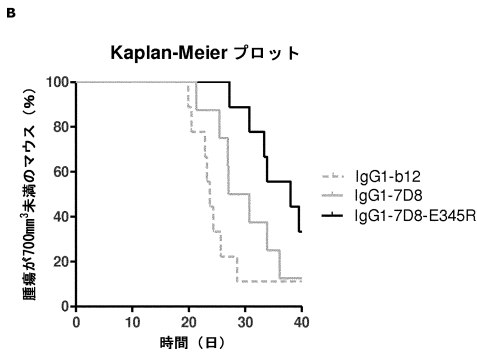 B
Kaplan-Meier プロット
腫瘍が700mm³未満のマウス（%）
100
80
60
40
20
0
0 10 20 30 40
時間（日）
IgG1-b12
IgG1-7D8
IgG1-7D8-E345R